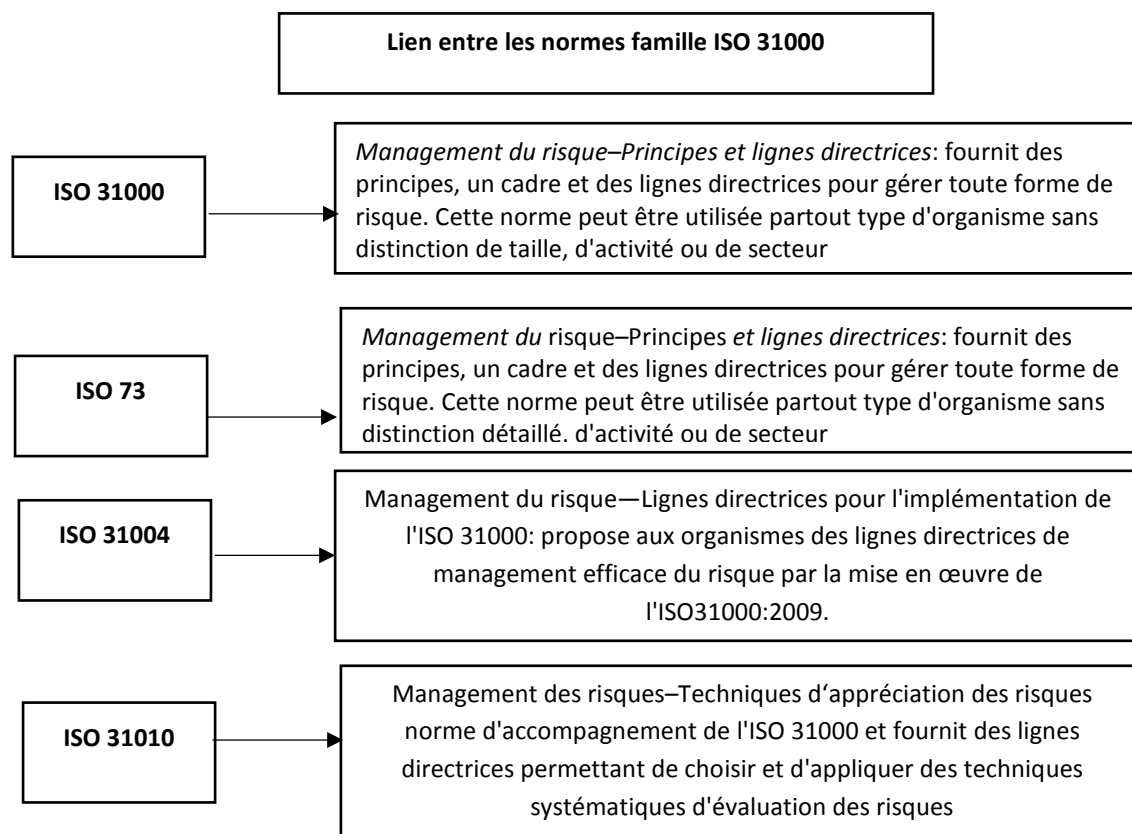 Lien entre les normes famille ISO 31000
ISO 31000
Management du risque–Principes et lignes directrices: fournit des
principes, un cadre et des lignes directrices pour gérer toute forme de
risque. Cette norme peut être utilisée partout type d'organisme sans
distinction de taille, d'activité ou de secteur
ISO 73
Management du risque–Principes et lignes directrices: fournit des
principes, un cadre et des lignes directrices pour gérer toute forme de
risque. Cette norme peut être utilisée partout type d'organisme sans
distinction détaillé. d'activité ou de secteur
ISO 31004
Management du risque—Lignes directrices pour l'implémentation de
l'ISO 31000: propose aux organismes des lignes directrices de
management efficace du risque par la mise en œuvre de
l'ISO31000:2009.
ISO 31010
Management des risques–Techniques d‘appréciation des risques
norme d'accompagnement de l'ISO 31000 et fournit des lignes
directrices permettant de choisir et d'appliquer des techniques
systématiques d'évaluation des risques